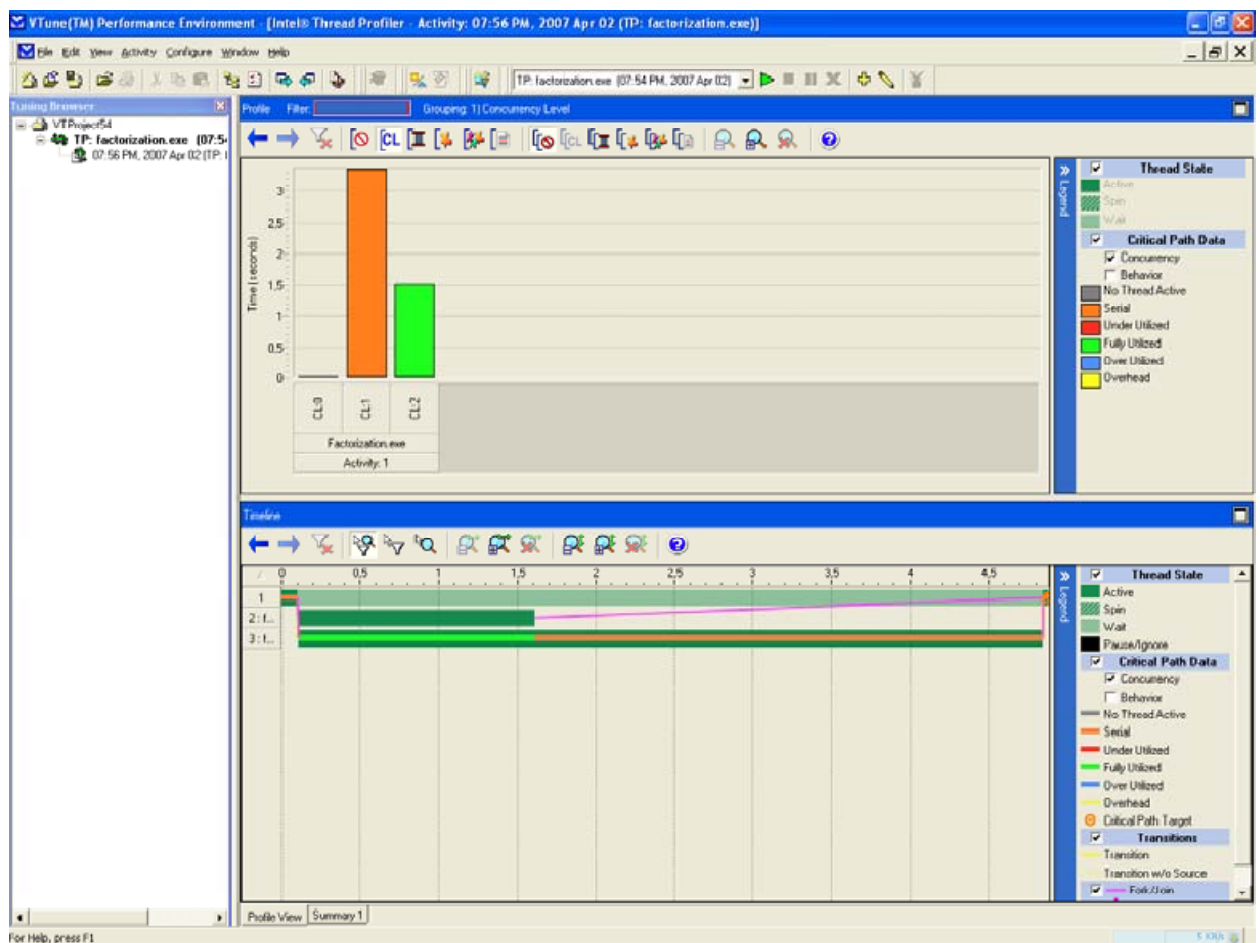 VTune(TM) Performance Environment - [Intel® Thread Profiler - Activity: 07:56 PM, 2007 Apr 02 (TP: factorization.exe)]
File Edit View Activity Configure Window Help
TP: factorization.exe (07:54 PM, 2007 Apr 02)
Tuning Browser
VTProject54
TP: factorization.exe (07:5
07:56 PM, 2007 Apr 02 (TP:
Profile Filter: Grouping: 1) Concurrency Level
CL CL
Time (seconds)
3
2,5
2
1,5
1
0,5
0
CL:0 CL:1 CL:2
Factorization.exe
Activity: 1
Legend
Thread State
Active
Spin
Wait
Critical Path Data
Concurrency
Behavior
No Thread Active
Serial
Under Utilized
Fully Utilized
Over Utilized
Overhead
Timeline
0 0,5 1 1,5 2 2,5 3 3,5 4 4,5
1
2: f...
3: f...
Legend
Thread State
Active
Spin
Wait
Pause/Ignore
Critical Path Data
Concurrency
Behavior
No Thread Active
Serial
Under Utilized
Fully Utilized
Over Utilized
Overhead
Critical Path Target
Transitions
Transition
Transition w/o Source
Fork/Join
Profile View Summary 1
For Help, press F1